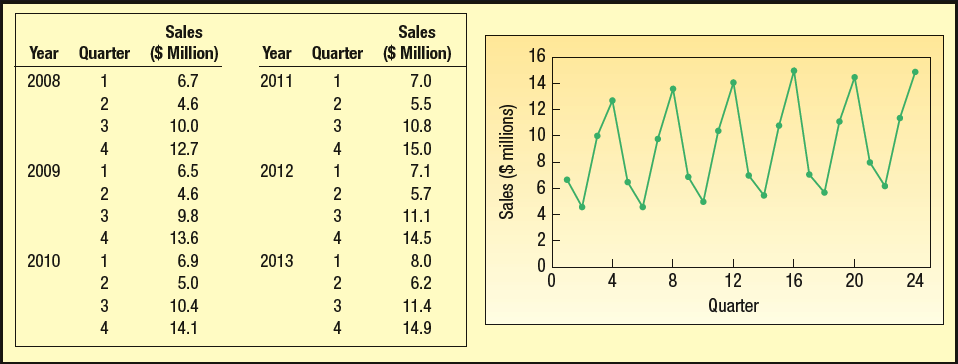 Sales Sales
Year Quarter ($ Million) Year Quarter ($ Million)
2008 1 6.7 2011 1 7.0
2 4.6 2 5.5
3 10.0 3 10.8
4 12.7 4 15.0
2009 1 6.5 2012 1 7.1
2 4.6 2 5.7
3 9.8 3 11.1
4 13.6 4 14.5
2010 1 6.9 2013 1 8.0
2 5.0 2 6.2
3 10.4 3 11.4
4 14.1 4 14.9
Sales ($ millions)
16
14
12
10
8
6
4
2
0
0 4 8 12 16 20 24
Quarter